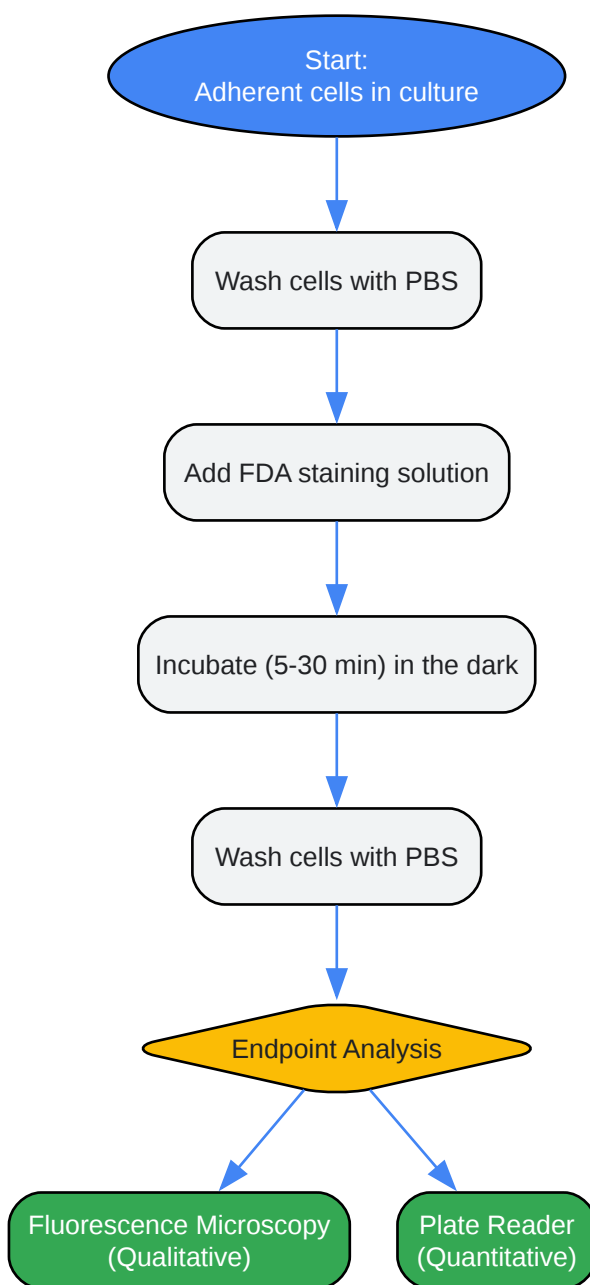 Start:
Adherent cells in culture
Wash cells with PBS
Add FDA staining solution
Incubate (5-30 min) in the dark
Wash cells with PBS
Endpoint Analysis
Fluorescence Microscopy
(Qualitative)
Plate Reader
(Quantitative)